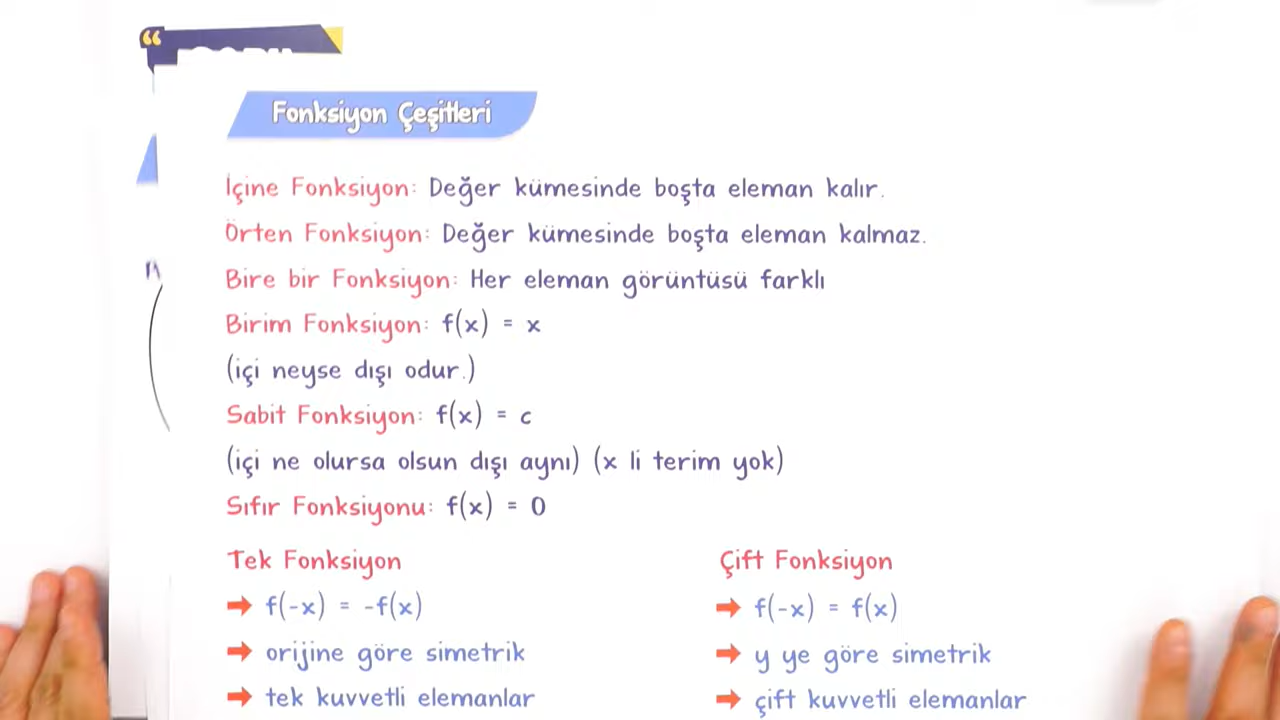 Fonksiyon Çeşitleri
İçine Fonksiyon: Değer kümesinde boşta eleman kalır.
Örten Fonksiyon: Değer kümesinde boşta eleman kalmaz.
Bire bir Fonksiyon: Her eleman görüntüsü farklı
Birim Fonksiyon: f(x) = x
(içi neyse dışı odur.)
Sabit Fonksiyon: f(x) = c
(içi ne olursa olsun dışı aynı) (x li terim yok)
Sıfır Fonksiyonu: f(x) = 0
Tek Fonksiyon
→ f(-x) = -f(x)
→ orijine göre simetrik
→ tek kuvvetli elemanlar
Çift Fonksiyon
→ f(-x) = f(x)
→ y ye göre simetrik
→ çift kuvvetli elemanlar